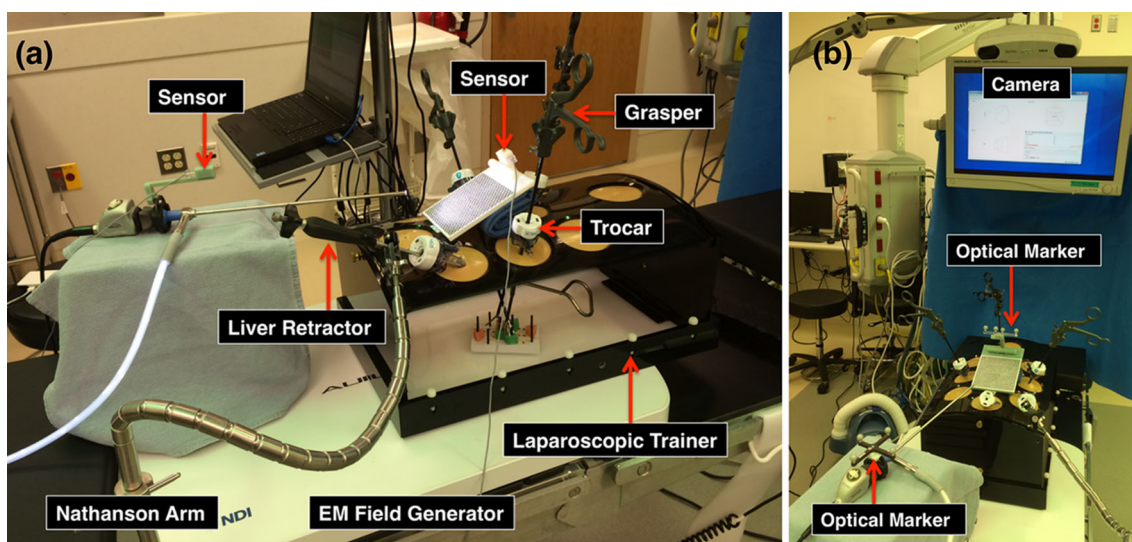 (a)
Sensor
Sensor
Grasper
Trocar
Liver Retractor
Laparoscopic Trainer
Nathanson Arm
NDI
EM Field Generator
(b)
Camera
Optical Marker
Optical Marker